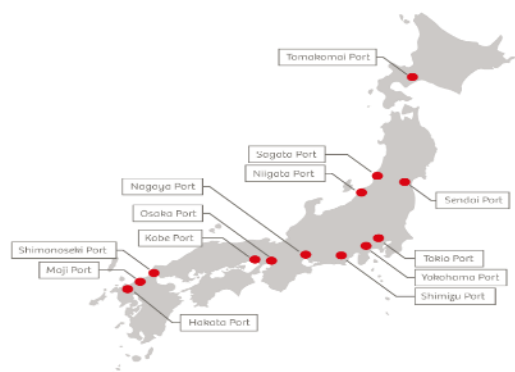 Tomakomai Port
Sagata Port
Niigata Port
Nagoya Port
Sendai Port
Osaka Port
Kobe Port
Shimonoseki Port
Moji Port
Tokio Port
Yokohama Port
Shimizu Port
Hakata Port